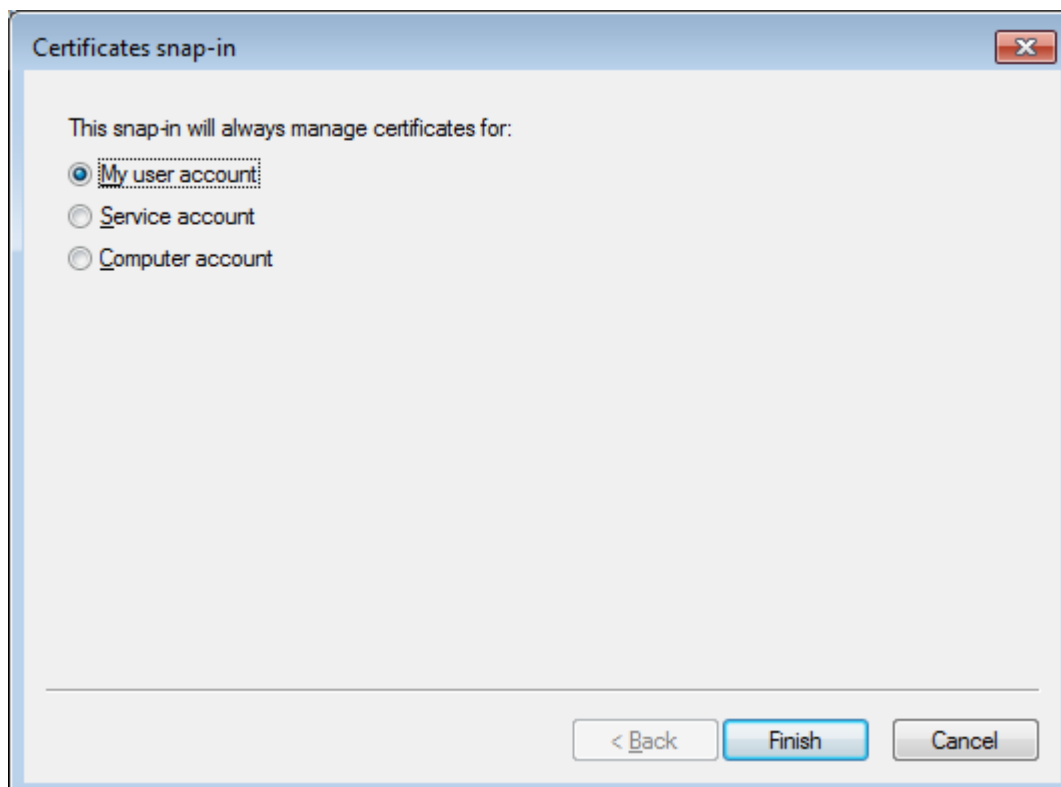 Certificates snap-in
This snap-in will always manage certificates for:
My user account
Service account
Computer account
< Back Finish Cancel